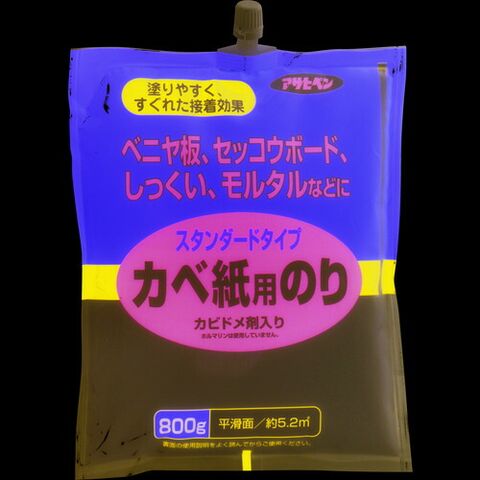 アサヒペン
塗りやすく、
すぐれた接着効果
ベニヤ板、セッコウボード、
しっくい、モルタルなどに
スタンダードタイプ
カベ紙用のり
カビドメ剤入り
ホルマリンは使用していません。
800g 平滑面／約5.2㎡
裏面の使用説明をよく読んでからご使用ください。